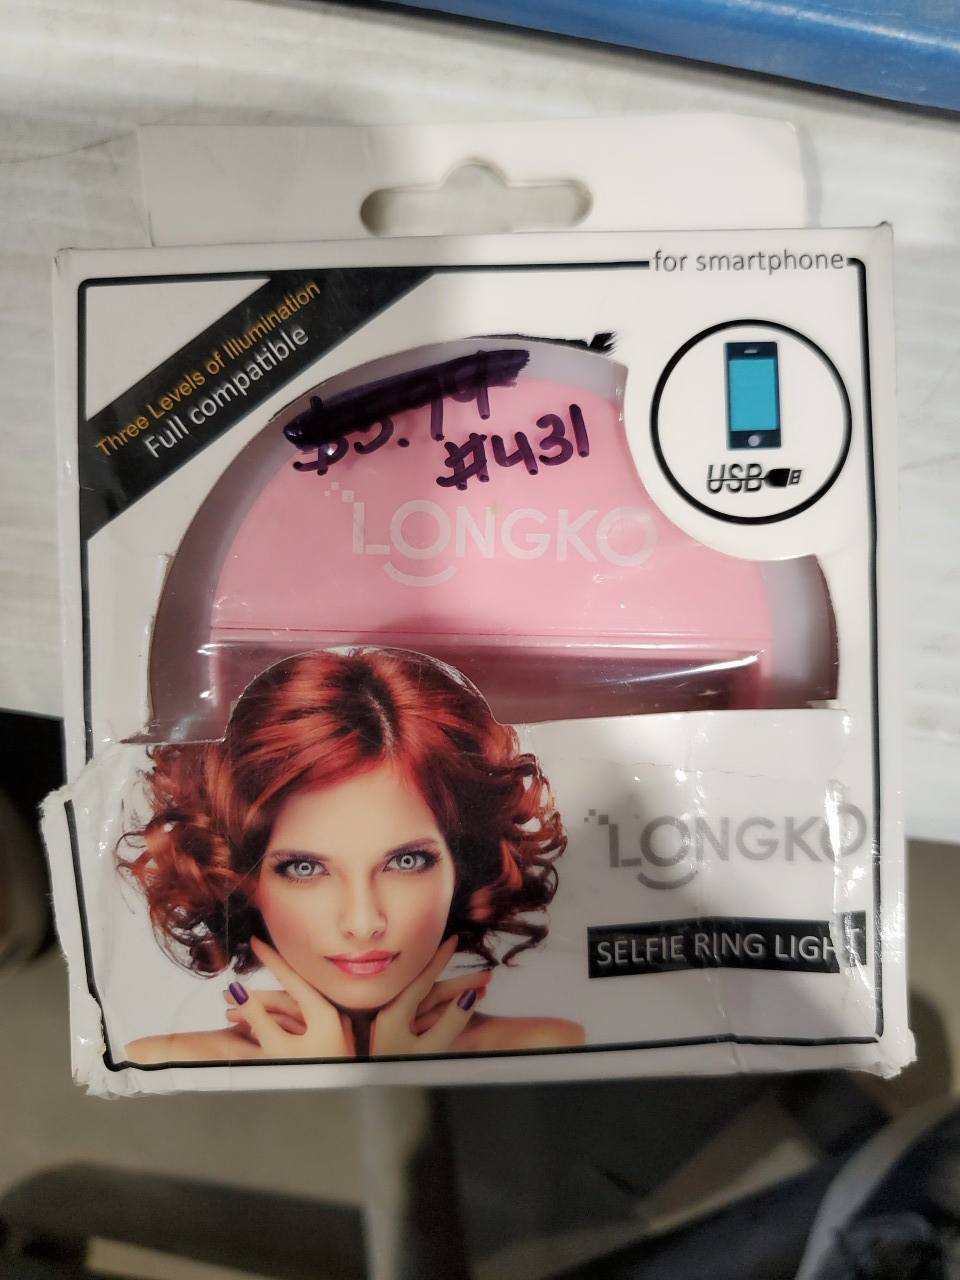 for smartphone
Three Levels of Illumination
Full compatible
#431
USB
LONGKO
LONGKO
SELFIE RING LIGHT